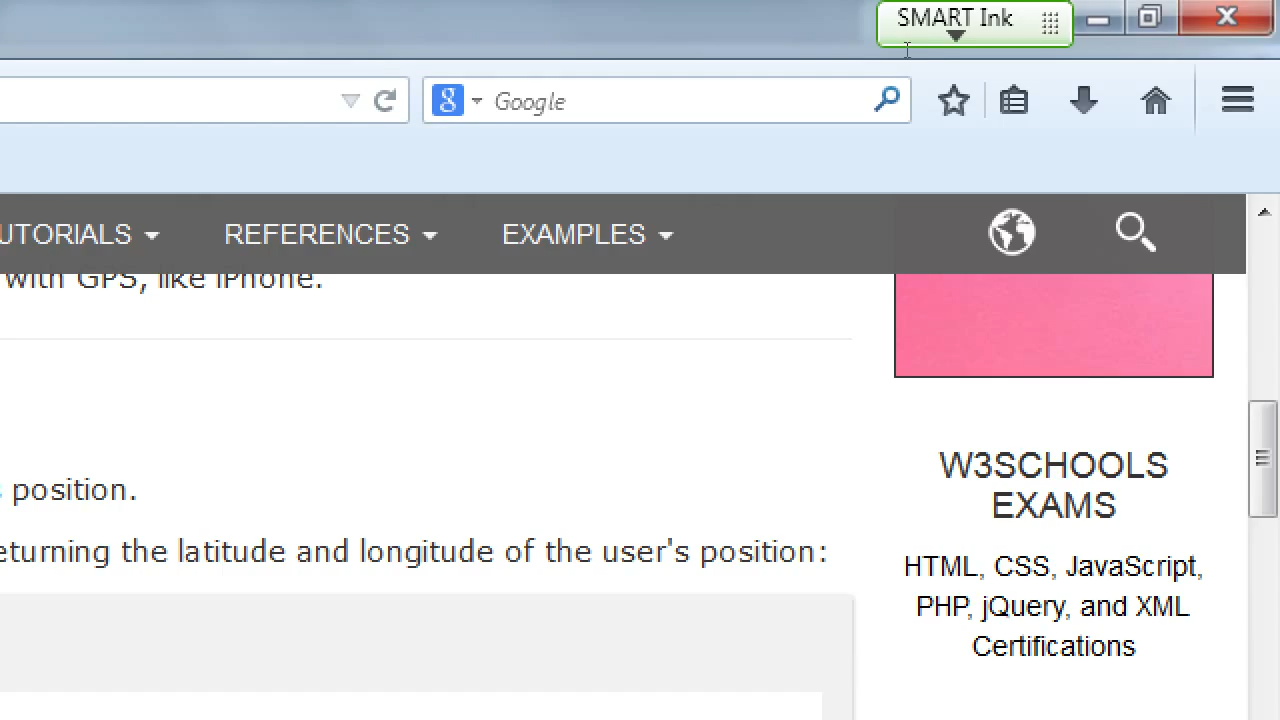 SMART Ink
Google
UTORIALS REFERENCES EXAMPLES
with GPS, like iPhone.
position.
eturning the latitude and longitude of the user's position:
W3SCHOOLS
EXAMS
HTML, CSS, JavaScript,
PHP, jQuery, and XML
Certifications